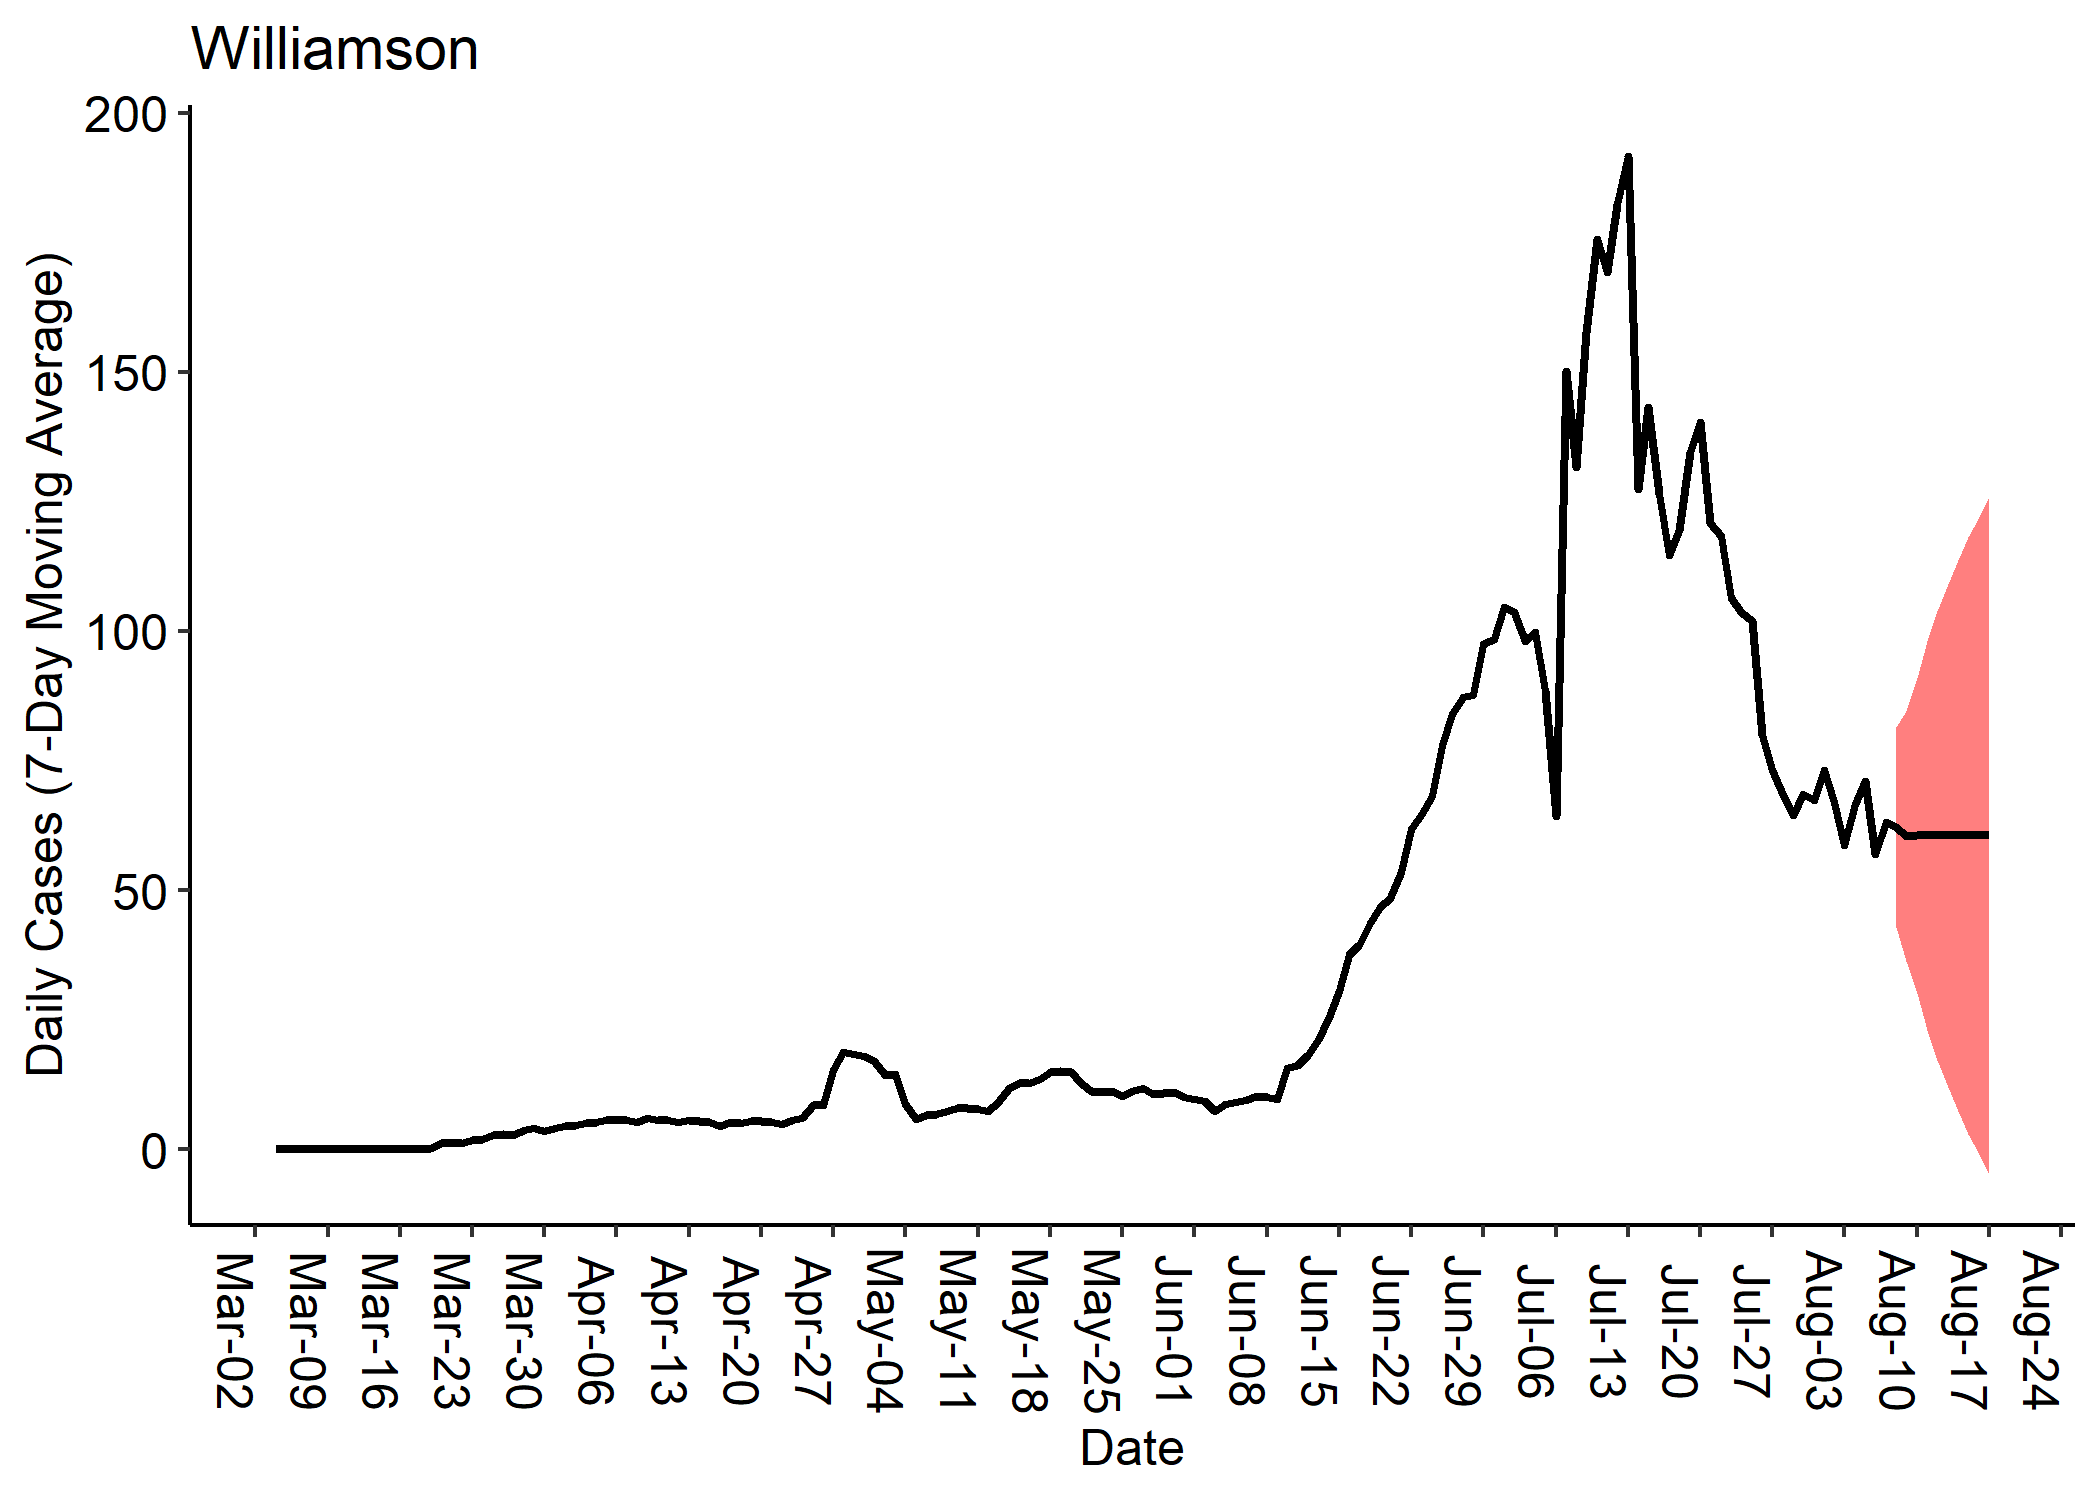 Williamson
Daily Cases (7-Day Moving Average)
200
150
100
50
0
Mar-02
Mar-09
Mar-16
Mar-23
Mar-30
Apr-06
Apr-13
Apr-20
Apr-27
May-04
May-11
May-18
May-25
Jun-01
Jun-08
Jun-15
Jun-22
Jun-29
Jul-06
Jul-13
Jul-20
Jul-27
Aug-03
Aug-10
Aug-17
Aug-24
Date